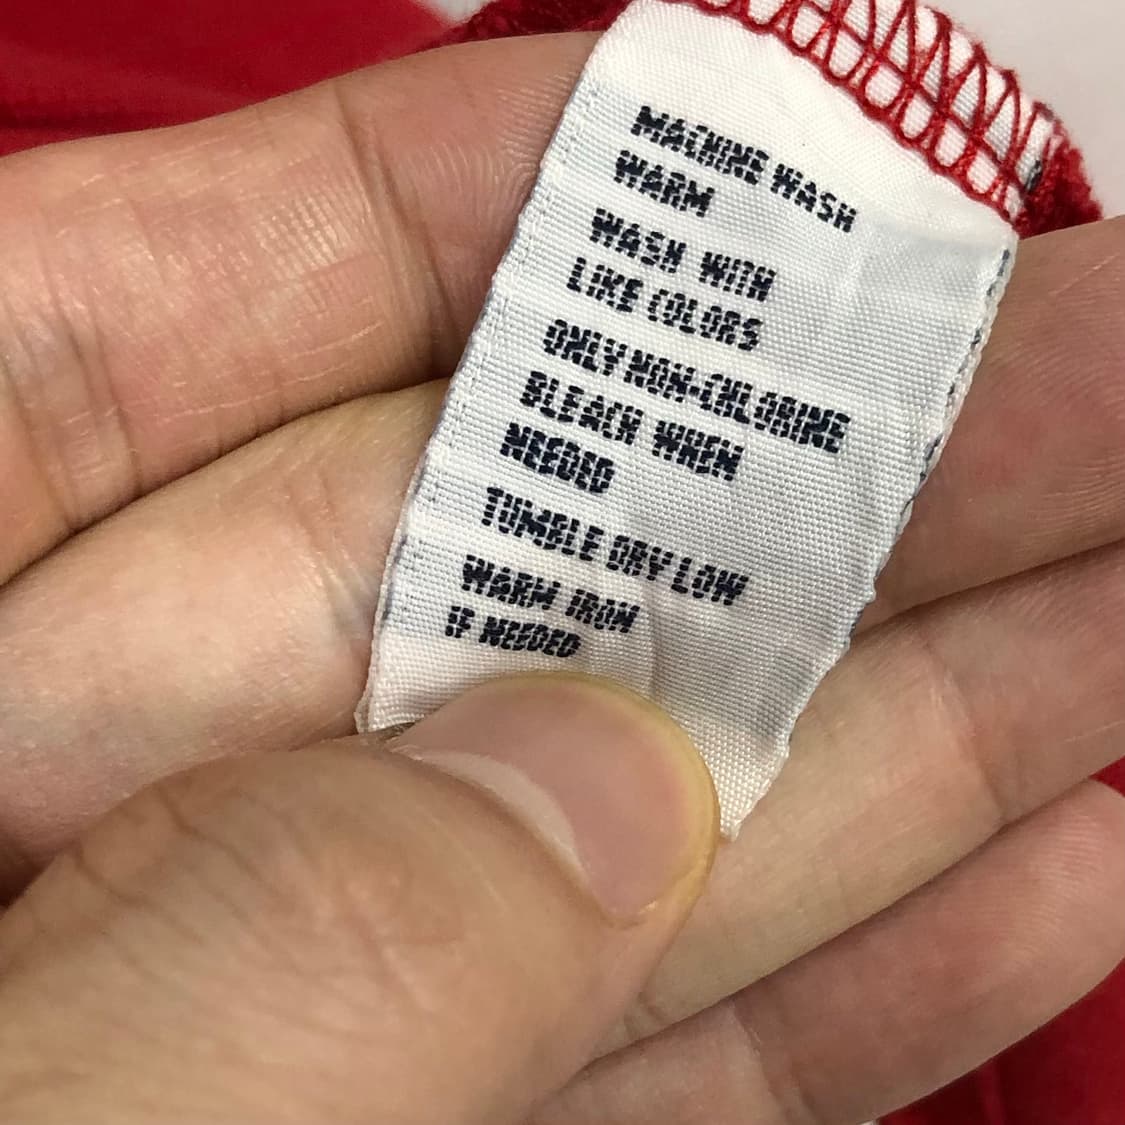 MACHINE WASH
WARM
WASH WITH
LIKE COLORS
ONLY NON-CHLORINE
BLEACH WHEN
NEEDED
TUMBLE DRY LOW
WARM IRON
IF NEEDED